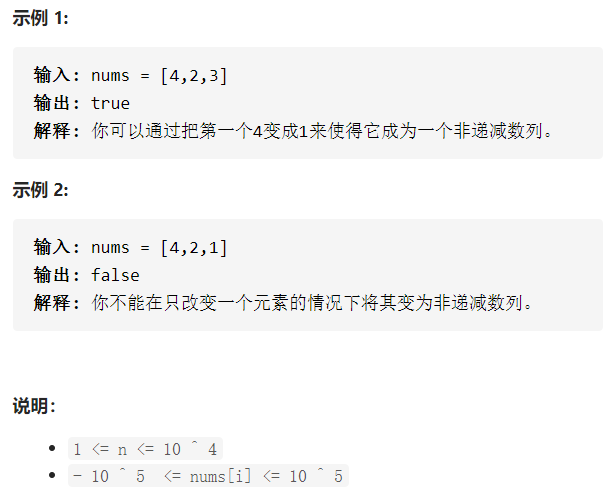 示例 1:
输入: nums = [4,2,3]
输出: true
解释: 你可以通过把第一个4变成1来使得它成为一个非递减数列。
示例 2:
输入: nums = [4,2,1]
输出: false
解释: 你不能在只改变一个元素的情况下将其变为非递减数列。
说明：
1 <= n <= 10 ^ 4
- 10 ^ 5  <= nums[i] <= 10 ^ 5